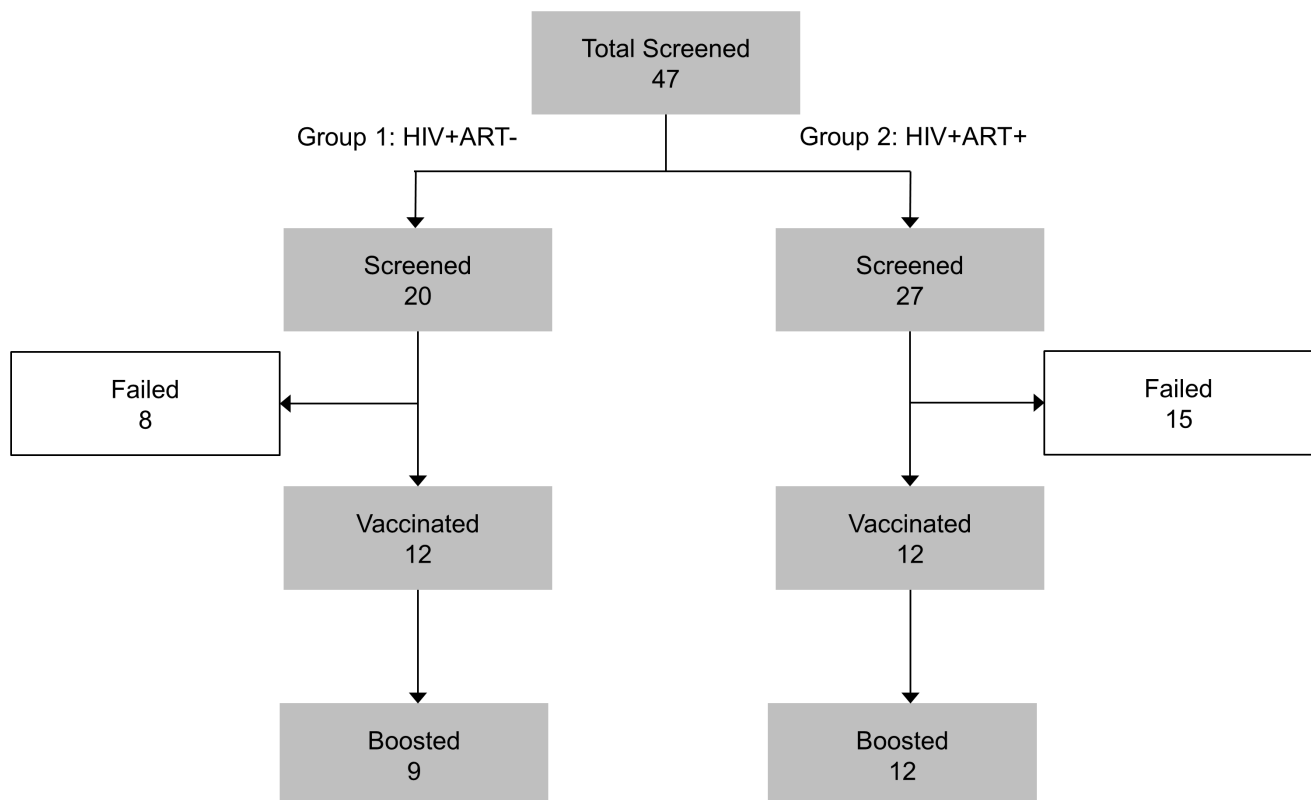 Total Screened
47
Group 1: HIV+ART-
Group 2: HIV+ART+
Screened
20
Screened
27
Failed
8
Failed
15
Vaccinated
12
Vaccinated
12
Boosted
9
Boosted
12